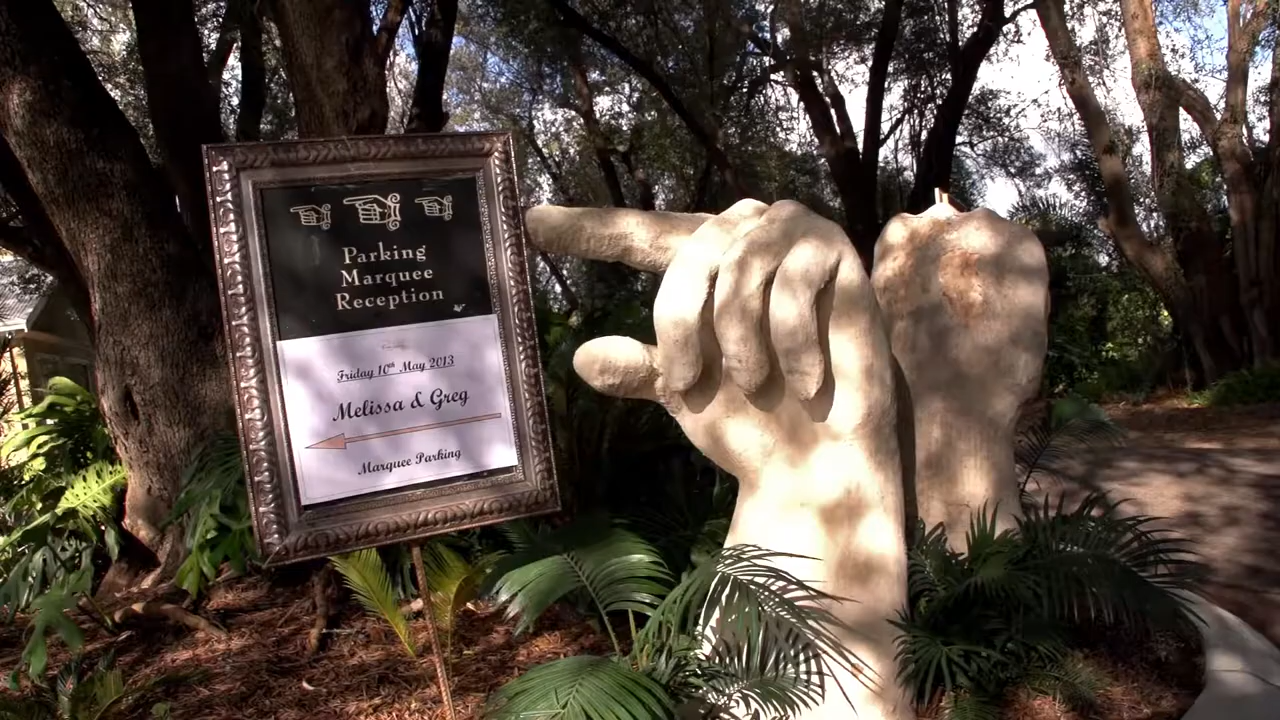 Parking
Marquee
Reception
Friday 10th May 2013
Melissa & Greg
Marquee Parking